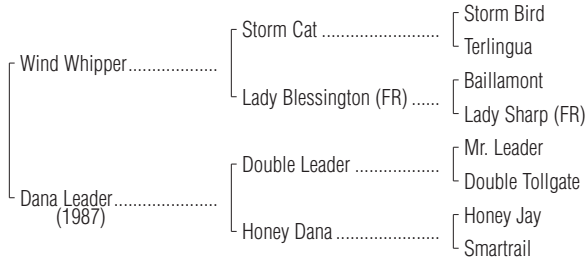 Storm Bird
Storm Cat ..........................
Terlingua
Wind Whipper....................
Baillamont
Lady Blessington (FR) ......
Lady Sharp (FR)
Mr. Leader
Double Leader ...................
Double Tollgate
Dana Leader.......................
(1987)
Honey Jay
Honey Dana .......................
Smartrail